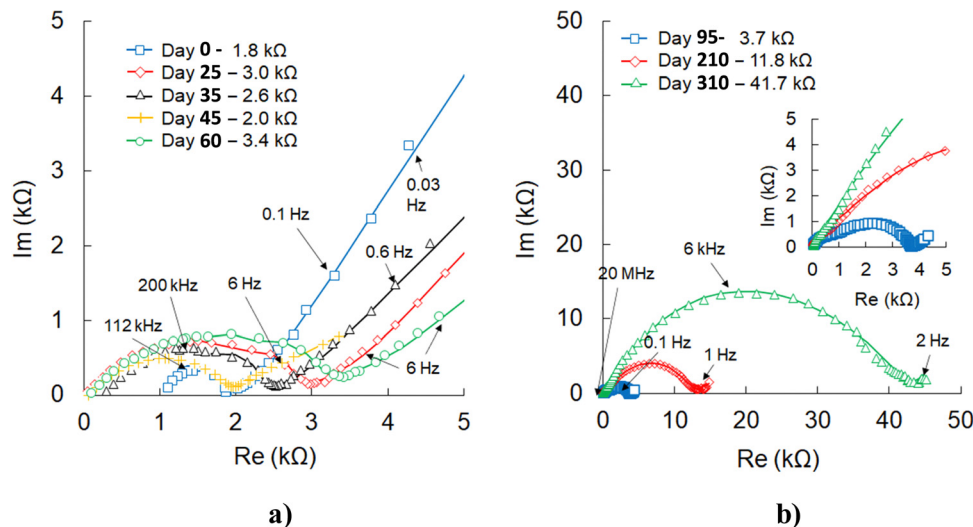 5
4
3
2
1
0
Im (kΩ)
Day 0 - 1.8 kΩ
Day 25 – 3.0 kΩ
Day 35 – 2.6 kΩ
Day 45 – 2.0 kΩ
Day 60 – 3.4 kΩ
0.03
Hz
0.1 Hz
0.6 Hz
200 kHz
6 Hz
112 kHz
6 Hz
0 1 2 3 4 5
Re (kΩ)
a)
50
40
30
20
10
0
Im (kΩ)
Day 95- 3.7 kΩ
Day 210 – 11.8 kΩ
Day 310 – 41.7 kΩ
5
4
3
2
1
0
Im (kΩ)
0 1 2 3 4 5
Re (kΩ)
6 kHz
20 MHz
0.1 Hz
1 Hz
2 Hz
0 10 20 30 40 50
Re (kΩ)
b)